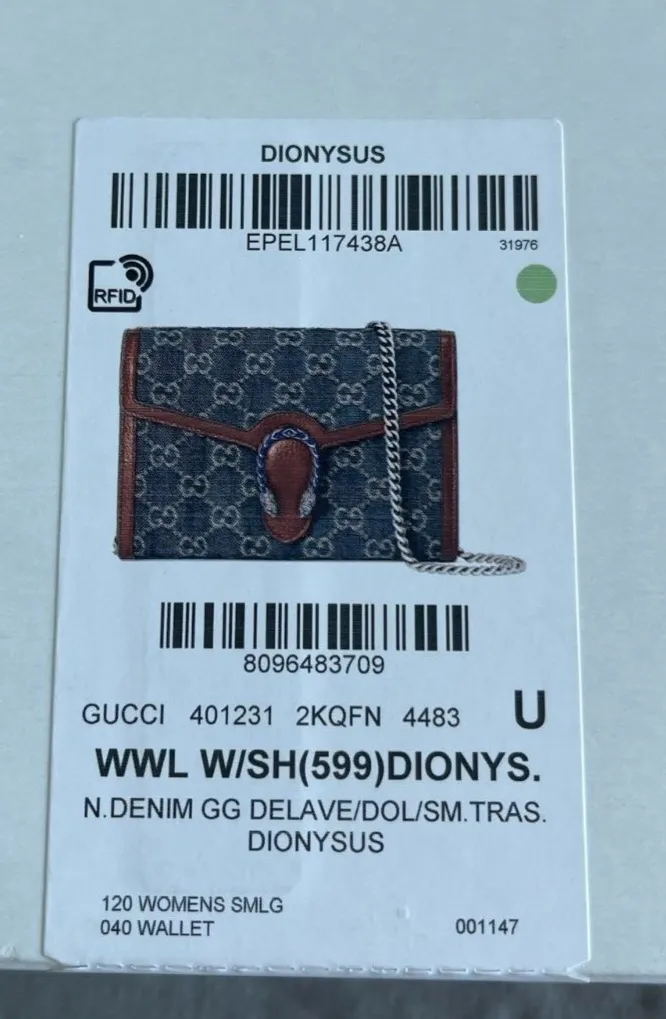 DIONYSUS
EPEL117438A
31976
RFID
8096483709
GUCCI 401231 2KQFN 4483 U
WWL W/SH(599)DIONYS.
N.DENIM GG DELAVE/DOL/SM.TRAS.
DIONYSUS
120 WOMENS SMLG
040 WALLET 001147